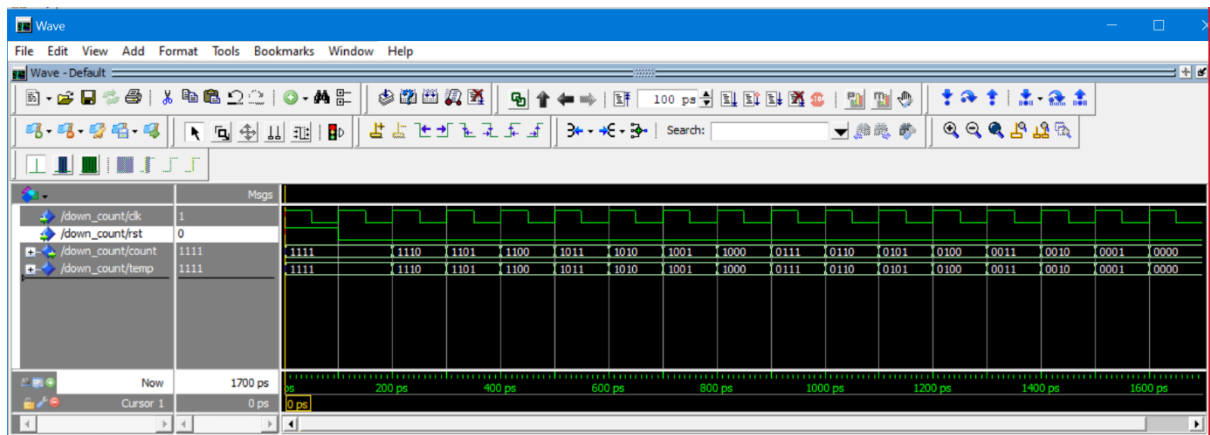 Wave
File Edit View Add Format Tools Bookmarks Window Help
Wave - Default
100 ps
Search:
Msgs
/down_count/clk 1
/down_count/rst 0
/down_count/count 1111 1111 1110 1101 1100 1011 1010 1001 1000 0111 0110 0101 0100 0011 0010 0001 0000
/down_count/temp 1111 1111 1110 1101 1100 1011 1010 1001 1000 0111 0110 0101 0100 0011 0010 0001 0000
Now 1700 ps ps 200 ps 400 ps 600 ps 800 ps 1000 ps 1200 ps 1400 ps 1600 ps
Cursor 1 0 ps 0 ps